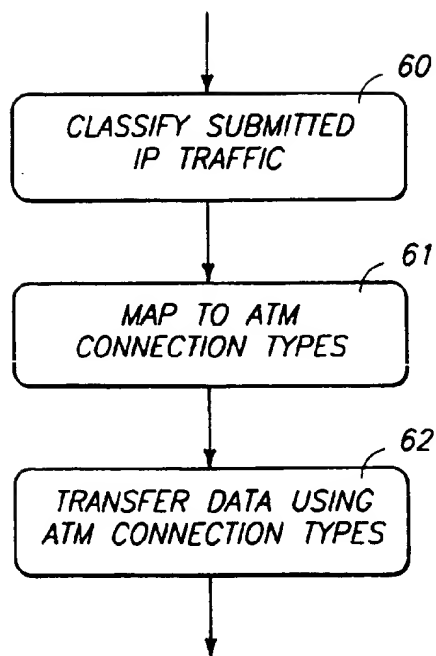 60
CLASSIFY SUBMITTED
IP TRAFFIC
61
MAP TO ATM
CONNECTION TYPES
62
TRANSFER DATA USING
ATM CONNECTION TYPES